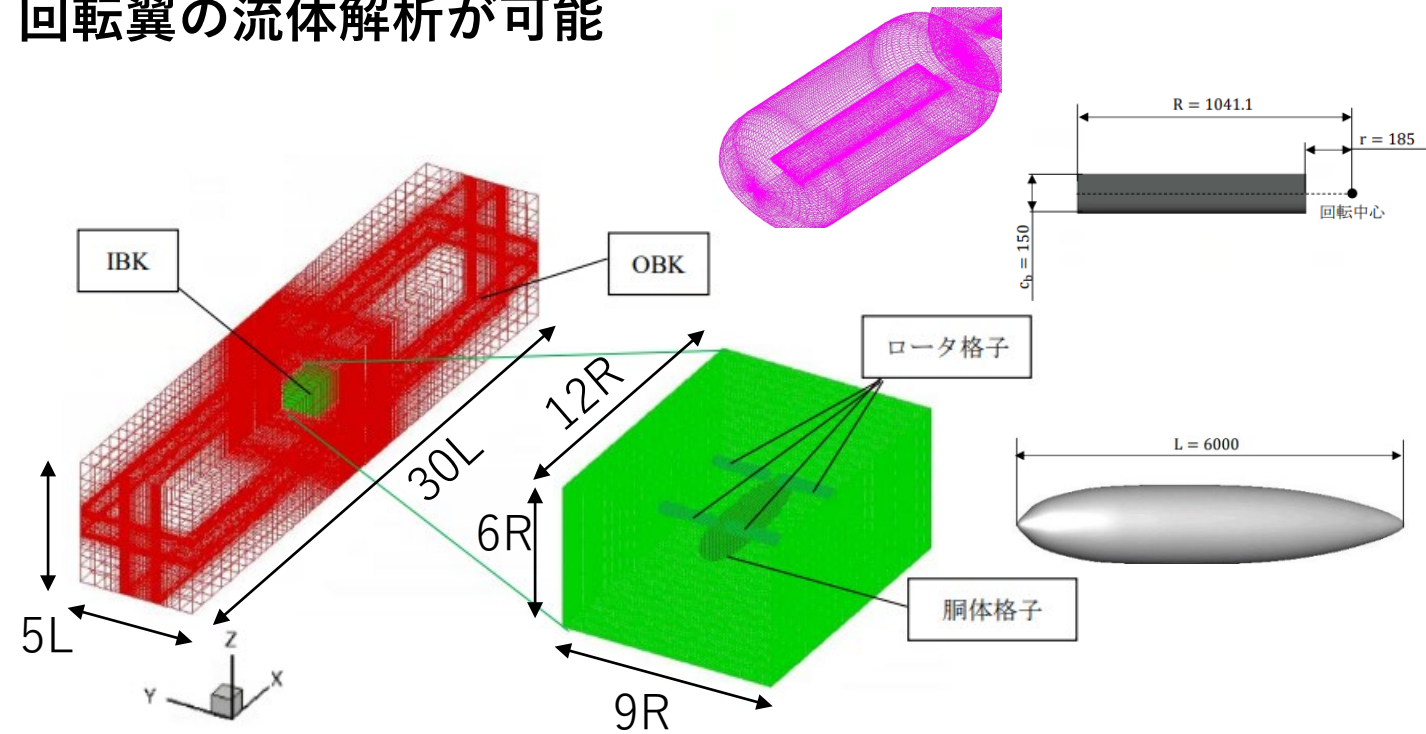 回転翼の流体解析が可能
R = 1041.1
r = 185
回転中心
c_b = 150
IBK
OBK
ロータ格子
12R
30L
6R
L = 6000
胴体格子
5L
9R
Z
Y
X